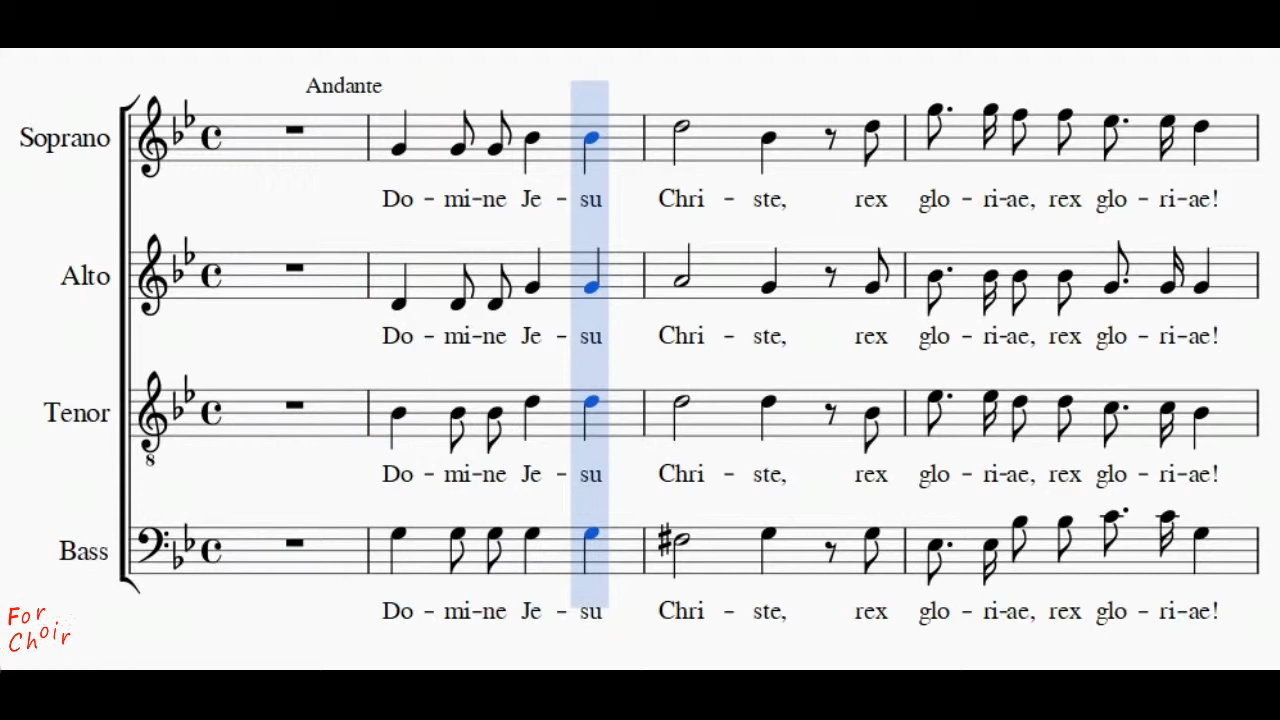 Andante
Soprano
Do - mi-ne Je - su Chri - ste, rex glo - ri-ae, rex glo - ri-ae!
Alto
Do - mi-ne Je - su Chri - ste, rex glo - ri-ae, rex glo - ri-ae!
Tenor
8
Do - mi-ne Je - su Chri - ste, rex glo - ri-ae, rex glo - ri-ae!
Bass
Do - mi-ne Je - su Chri - ste, rex glo - ri-ae, rex glo - ri-ae!
For
Choir